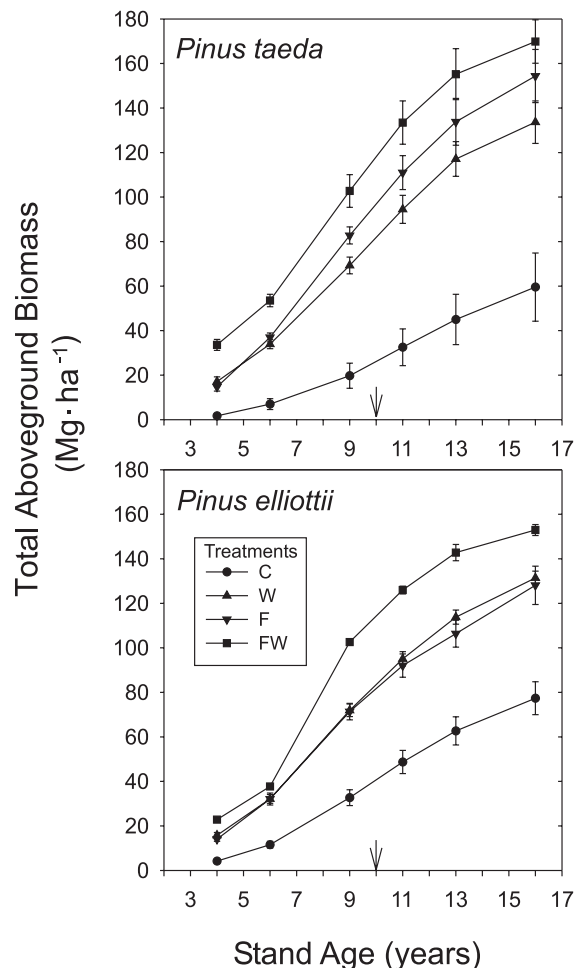 Total Aboveground Biomass
(Mg·ha⁻¹)
Pinus taeda
180
160
140
120
100
80
60
40
20
0
3 5 7 9 11 13 15 17
Pinus elliottii
180
160
140
120
100
80
60
40
20
0
Treatments
C
W
F
FW
3 5 7 9 11 13 15 17
Stand Age (years)